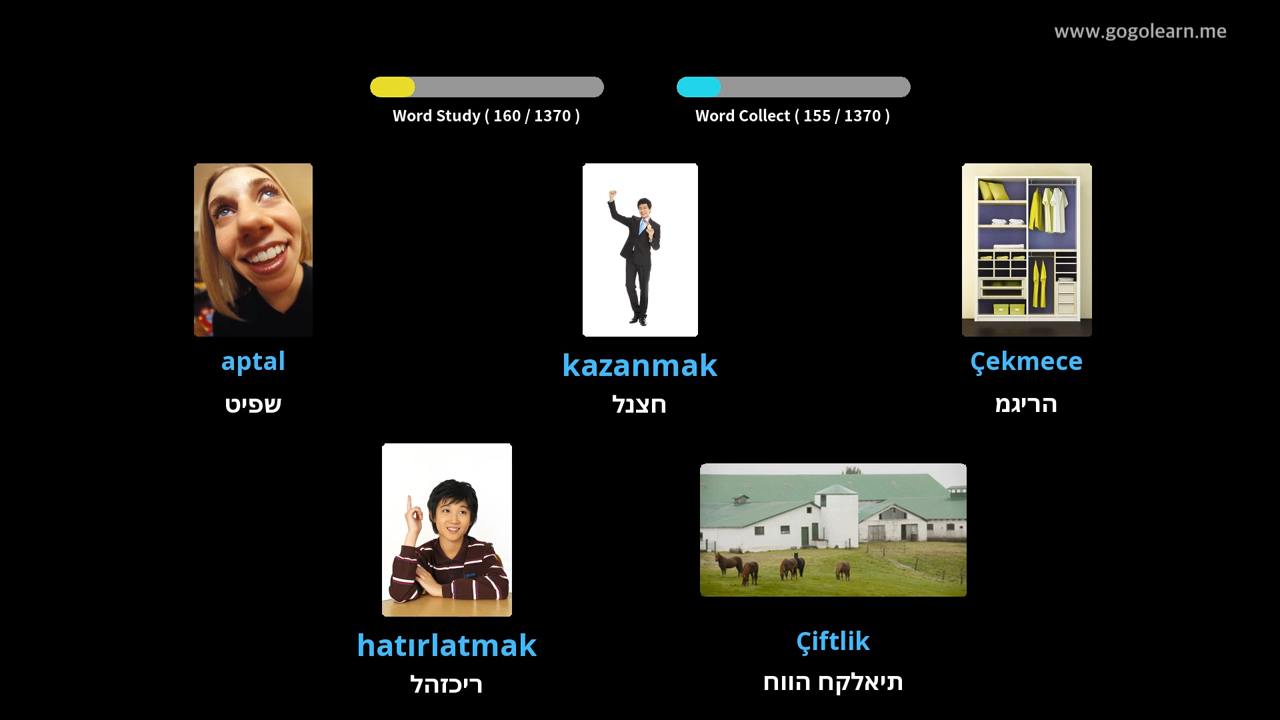 www.gogolearn.me
Word Study ( 160 / 1370 )
Word Collect ( 155 / 1370 )
aptal
שפיט
kazanmak
חצנל
Çekmece
הריגמ
hatırlatmak
ריכזהל
Çiftlik
תיאלקח הווח